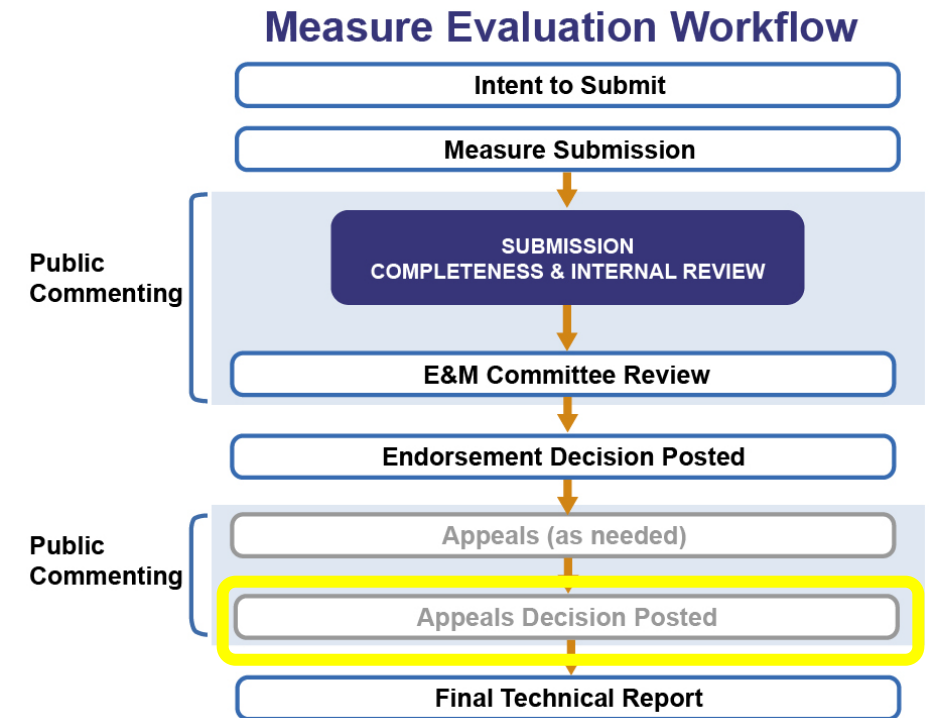 Measure Evaluation Workflow
Intent to Submit
Measure Submission
Public
Commenting
SUBMISSION
COMPLETENESS & INTERNAL REVIEW
E&M Committee Review
Endorsement Decision Posted
Public
Commenting
Appeals (as needed)
Appeals Decision Posted
Final Technical Report